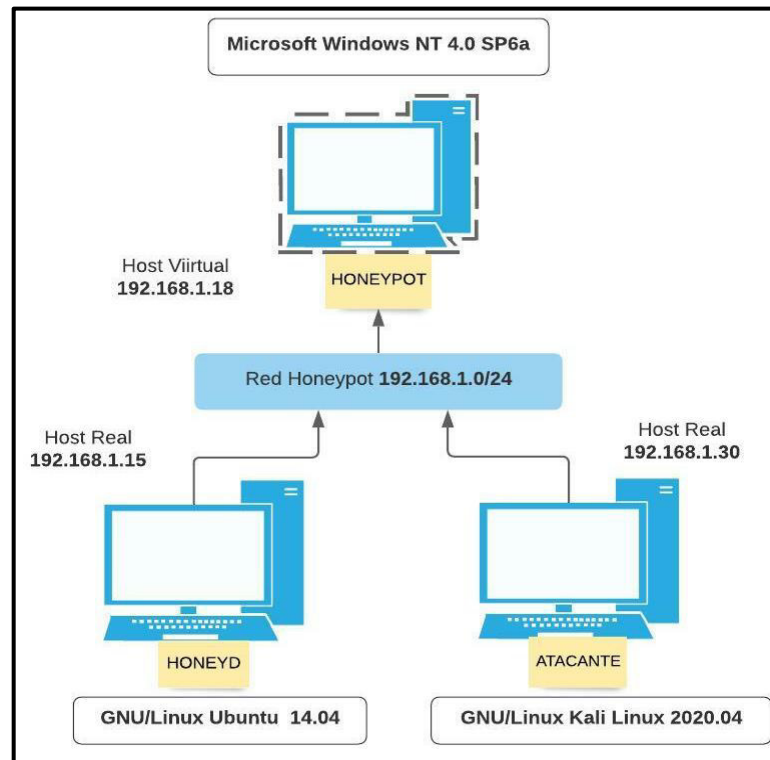 Microsoft Windows NT 4.0 SP6a
Host Viirtual
192.168.1.18
HONEYPOT
Red Honeypot 192.168.1.0/24
Host Real
192.168.1.15
Host Real
192.168.1.30
HONEYD
ATACANTE
GNU/Linux Ubuntu 14.04
GNU/Linux Kali Linux 2020.04